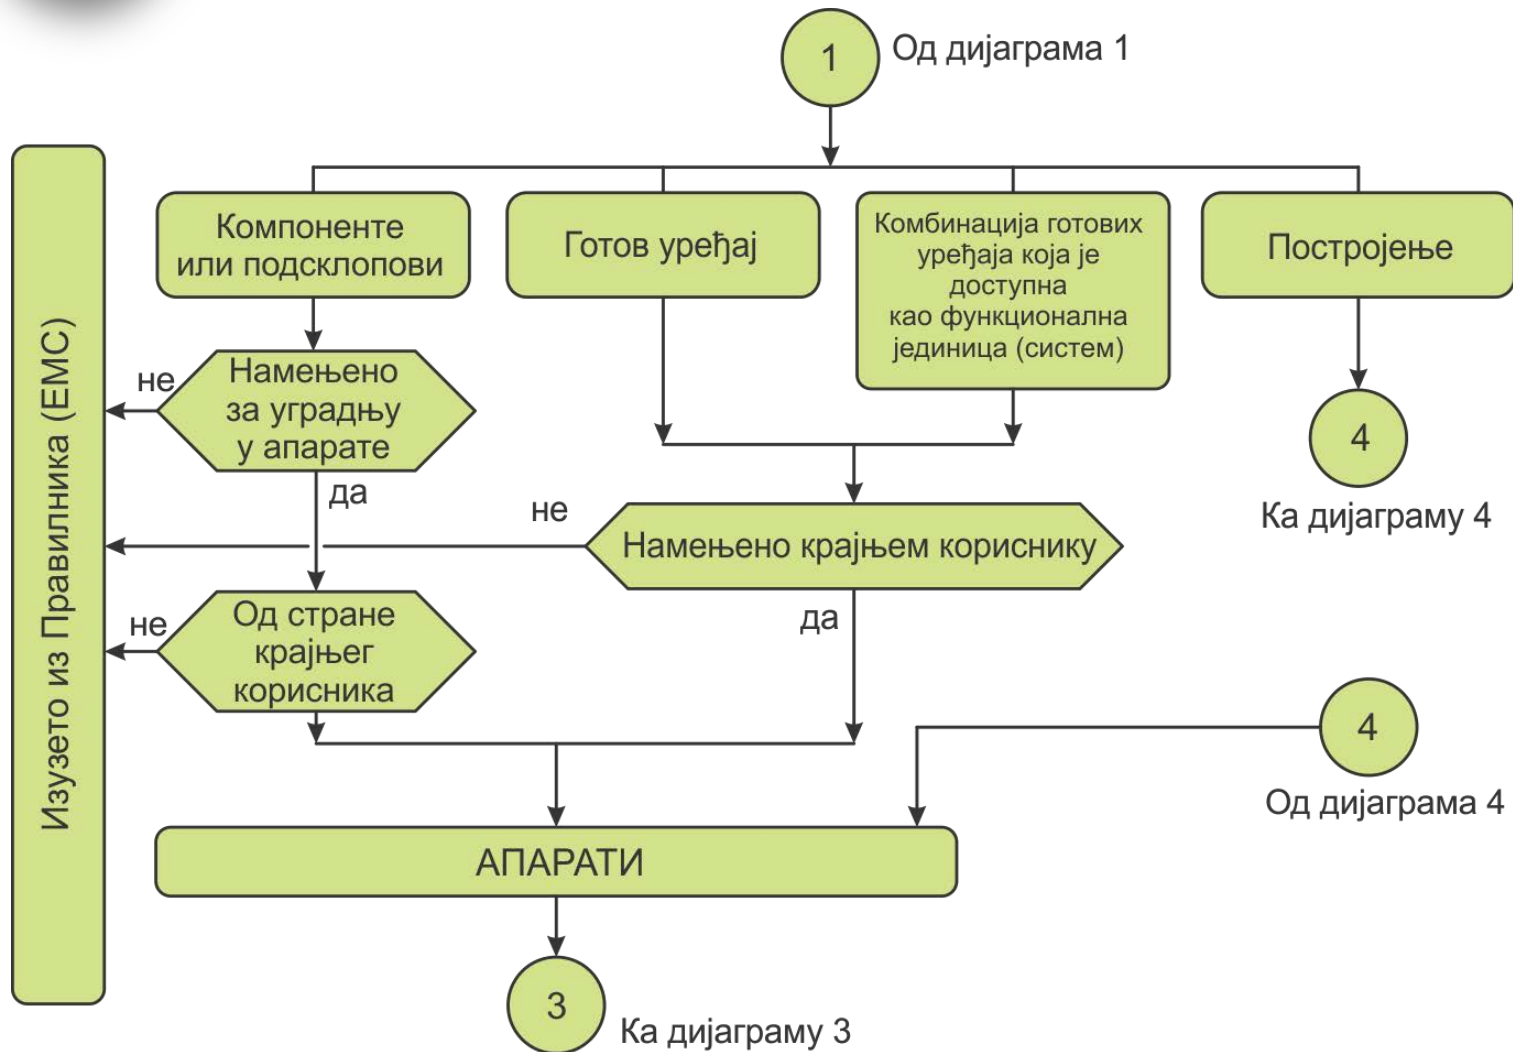 1
Од дијаграма 1
Компоненте
или подсклопови
Готов уређај
Комбинација готових
уређаја која је
доступна
као функционална
јединица (систем)
Постројење
Изузето из Правилника (ЕМС)
не
Намењено
за уградњу
у апарате
да
4
Ка дијаграму 4
не
Намењено крајњем кориснику
да
не
Од стране
крајњег
корисника
4
Од дијаграма 4
АПАРАТИ
3
Ка дијаграму 3